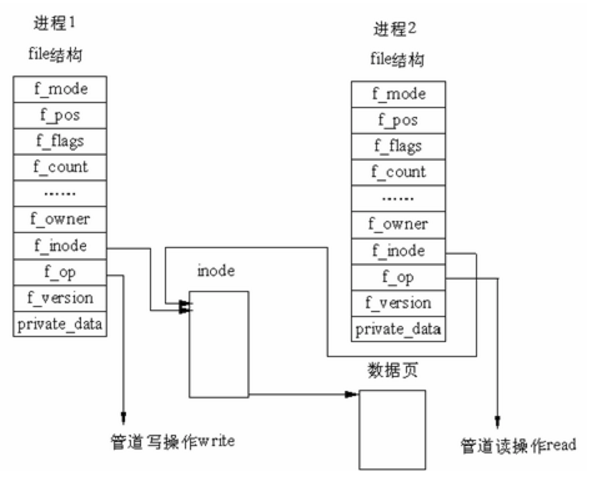 进程1
file结构
f_mode
f_pos
f_flags
f_count
……
f_owner
f_inode
f_op
f_version
private_data
进程2
file结构
f_mode
f_pos
f_flags
f_count
……
f_owner
f_inode
f_op
f_version
private_data
inode
数据页
管道写操作write
管道读操作read